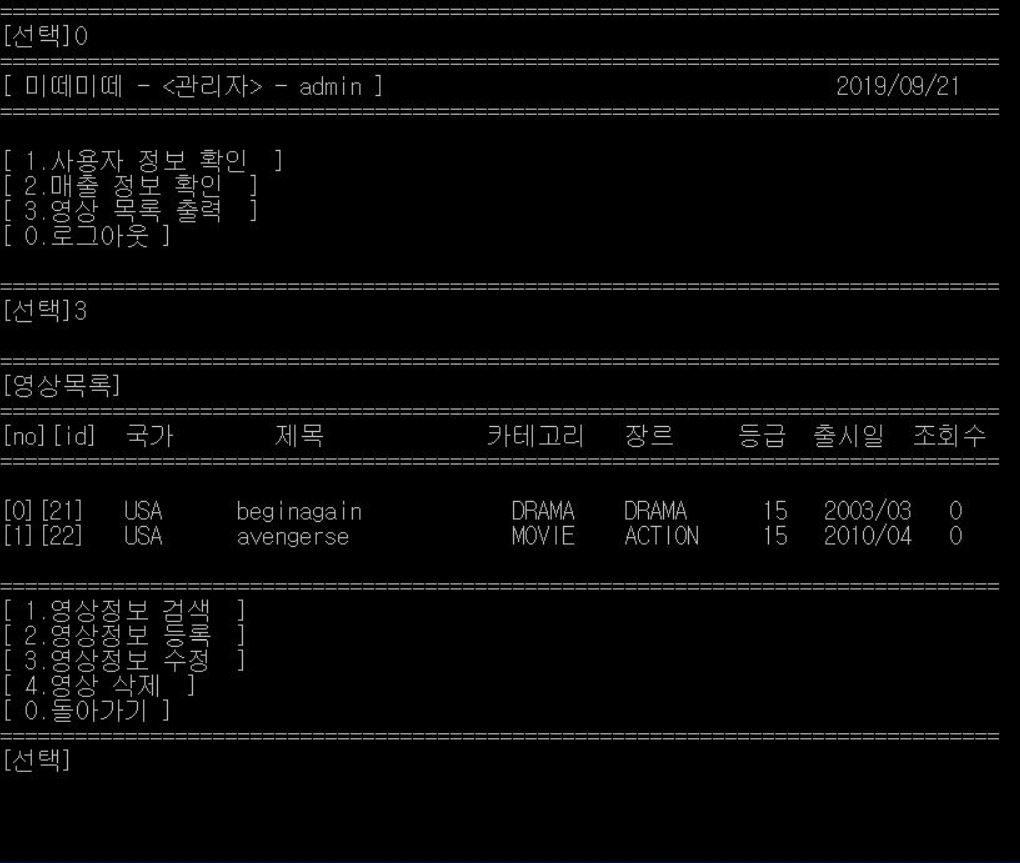 ================================================================================
[선택]0
================================================================================
[ 미떼미떼 - <관리자> - admin ] 2019/09/21
================================================================================
[ 1.사용자 정보 확인 ]
[ 2.매출 정보 확인 ]
[ 3.영상 목록 출력 ]
[ 0.로그아웃 ]
================================================================================
[선택]3
================================================================================
[영상목록]
================================================================================
[no][id] 국가 제목 카테고리 장르 등급 출시일 조회수
================================================================================
[0][21] USA beginagain DRAMA DRAMA 15 2003/03 0
[1][22] USA avengerse MOVIE ACTION 15 2010/04 0
================================================================================
[ 1.영상정보 검색 ]
[ 2.영상정보 등록 ]
[ 3.영상정보 수정 ]
[ 4.영상 삭제 ]
[ 0.돌아가기 ]
================================================================================
[선택]